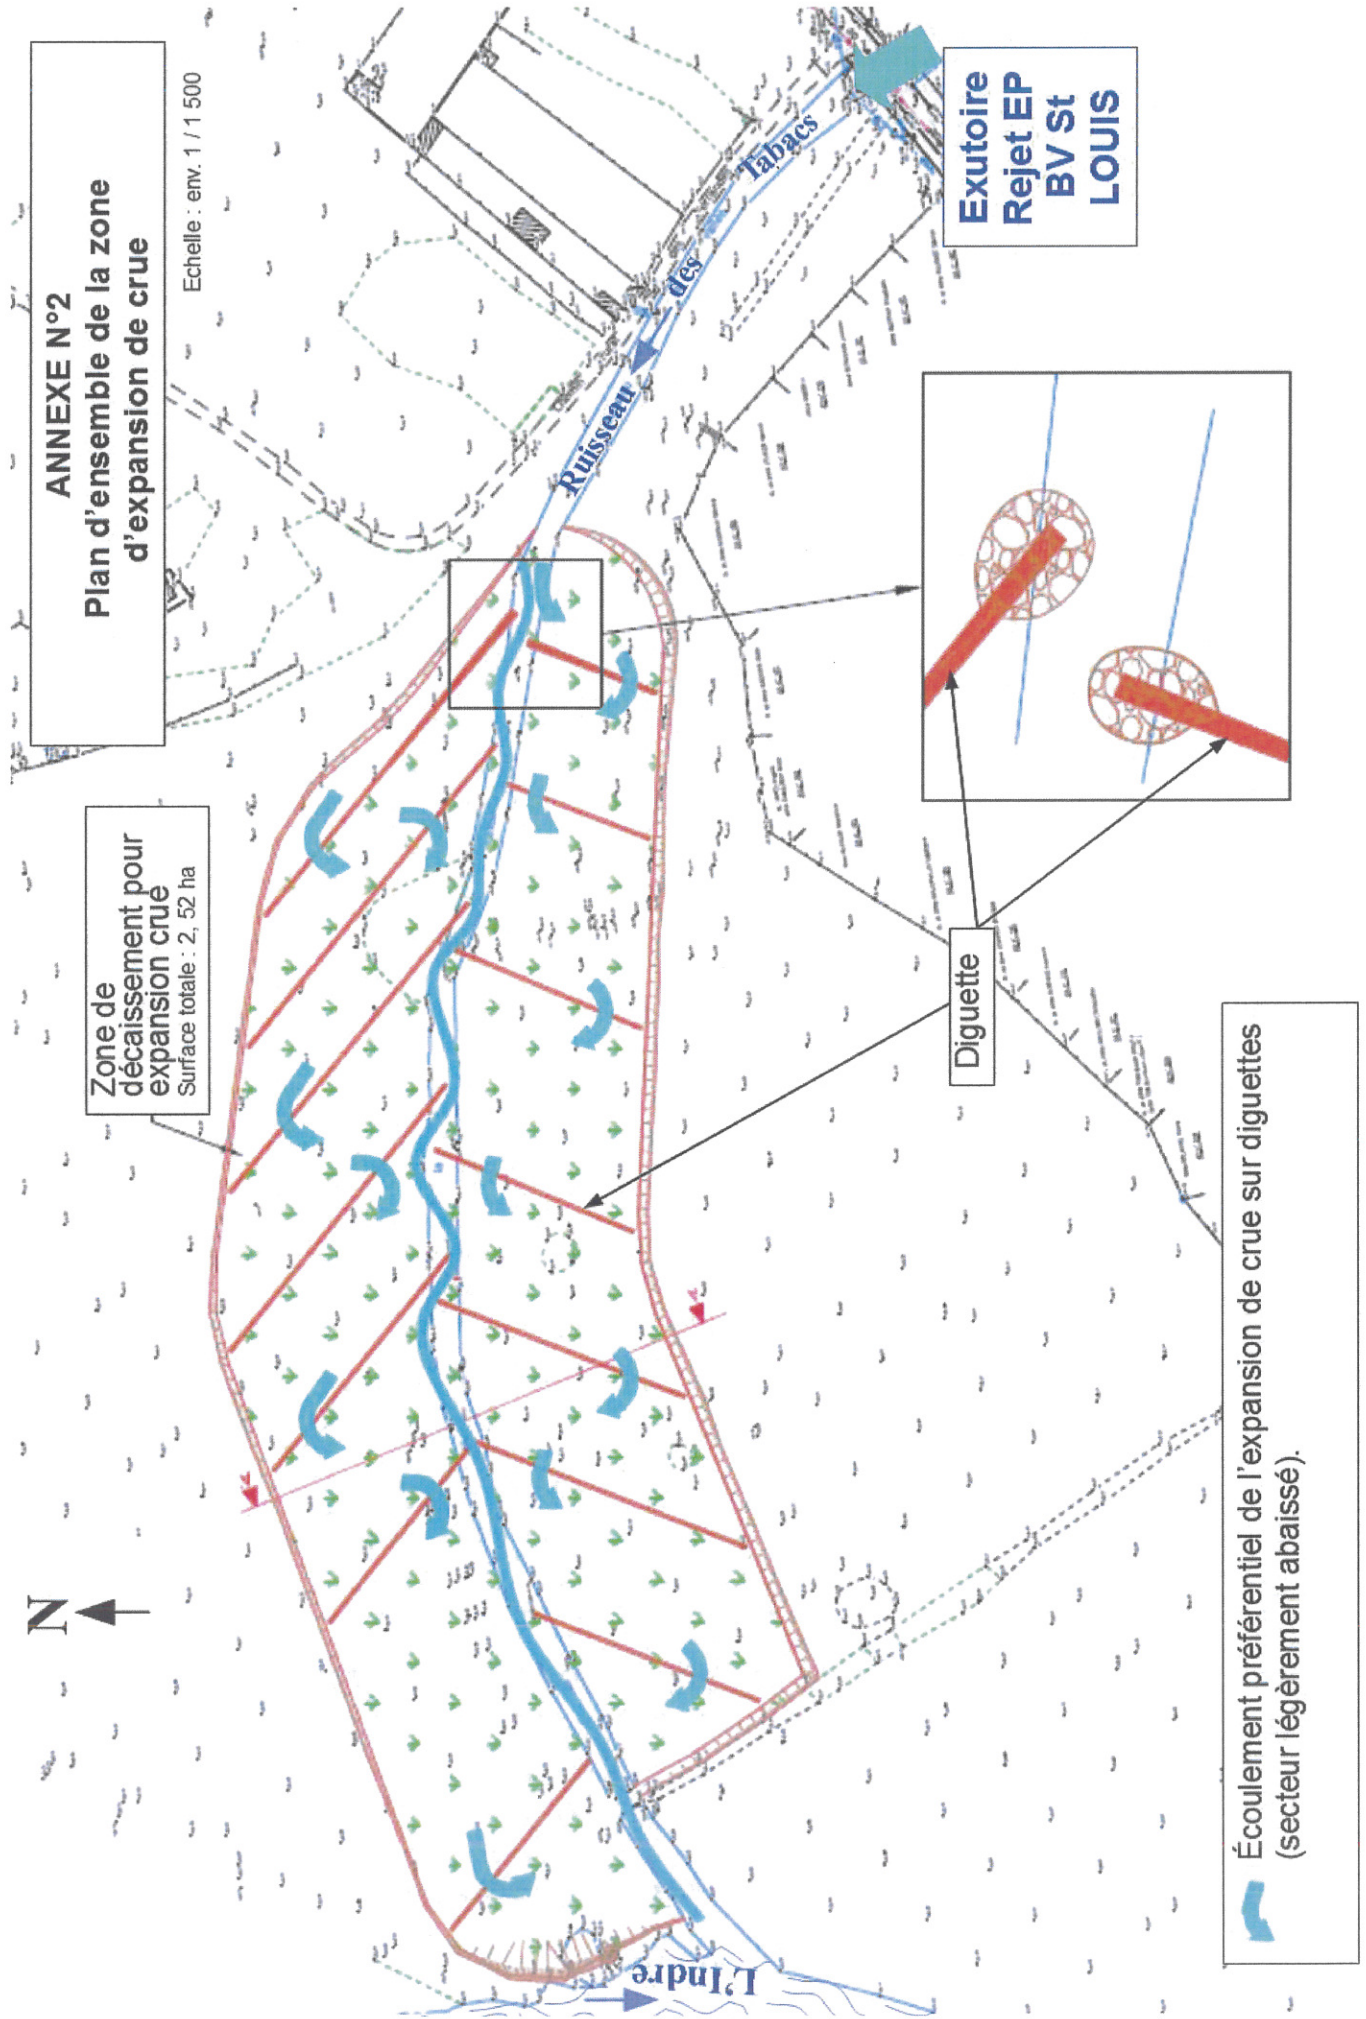 ANNEXE N°2
Plan d'ensemble de la zone
d'expansion de crue
Echelle : env. 1 / 1 500
Zone de
décaissement pour
expansion crue
Surface totale : 2, 52 ha
N
Ruisseau des Tabacs
Exutoire
Rejet EP
BV St
LOUIS
Diguette
L'Indre
Écoulement préférentiel de l'expansion de crue sur diguettes
(secteur légèrement abaissé).